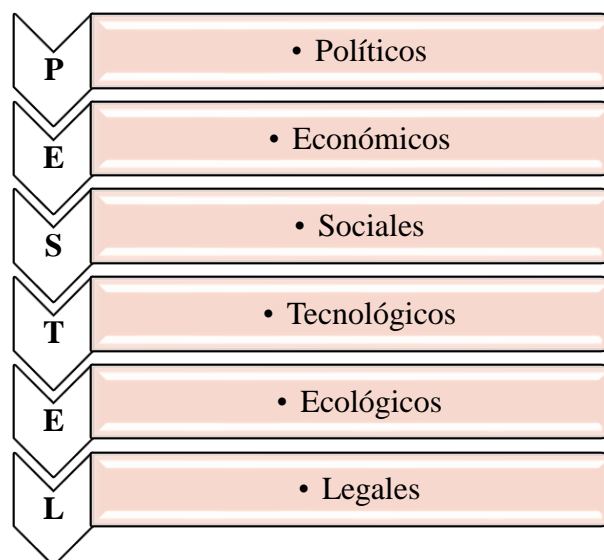 P
• Políticos
E
• Económicos
S
• Sociales
T
• Tecnológicos
E
• Ecológicos
L
• Legales